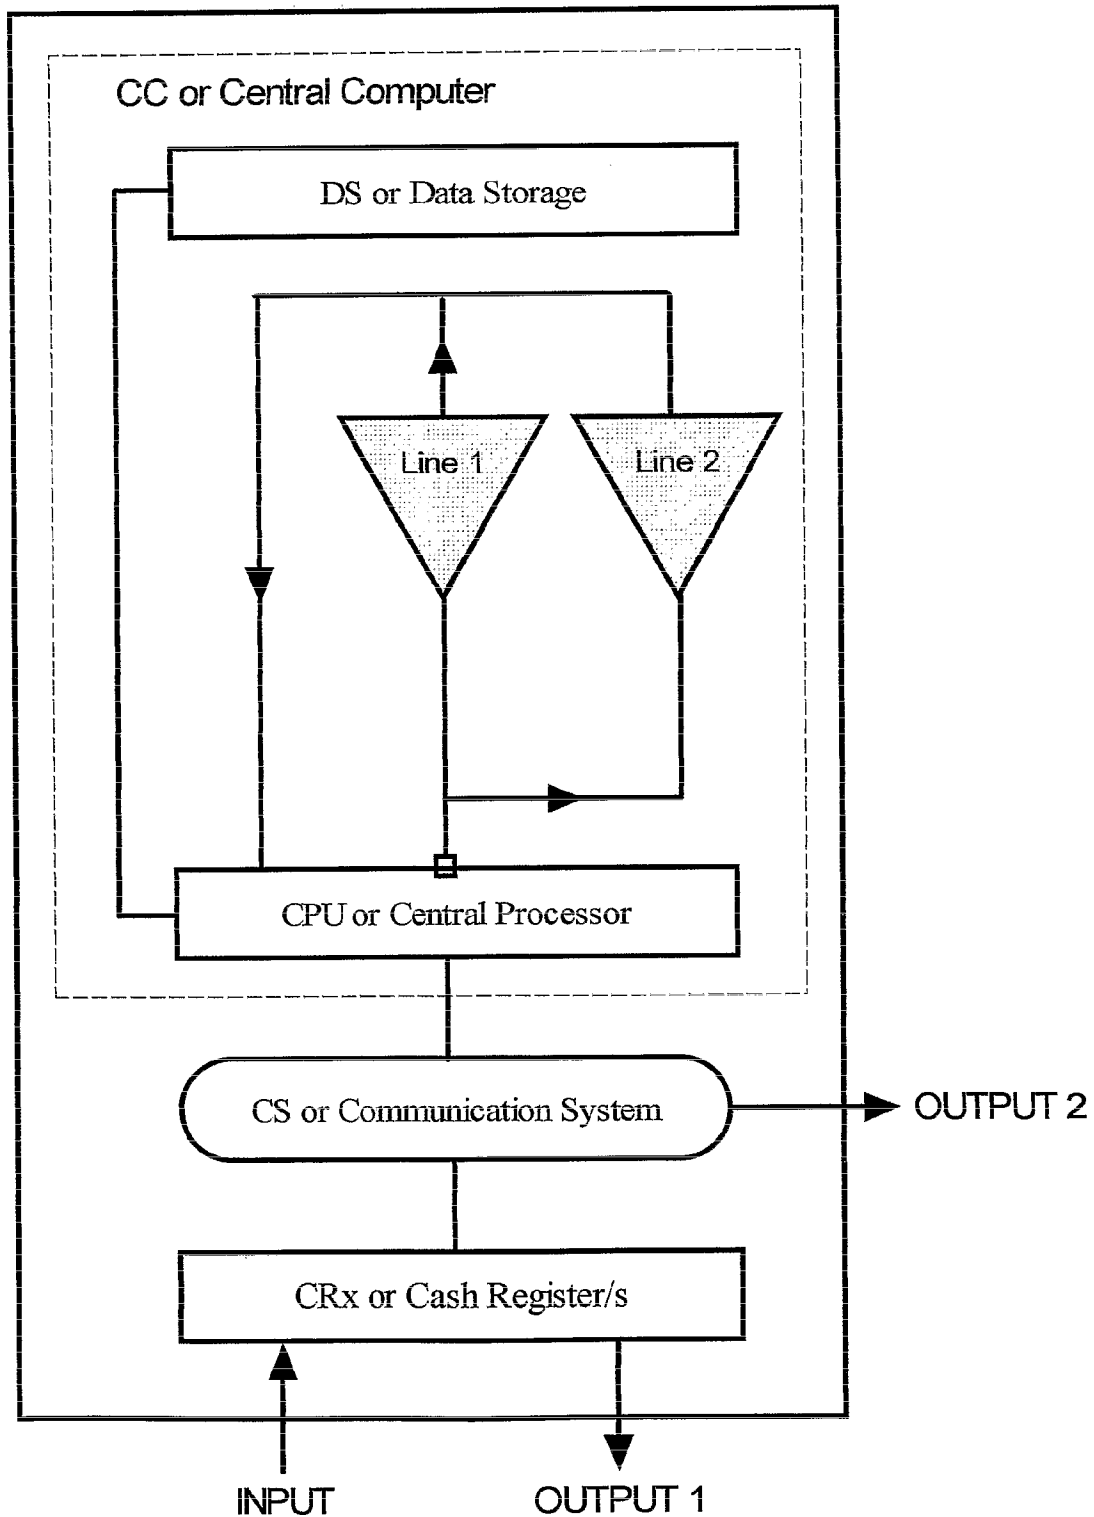 CC or Central Computer
DS or Data Storage
Line 1
Line 2
CPU or Central Processor
CS or Communication System
OUTPUT 2
CRx or Cash Register/s
INPUT
OUTPUT 1